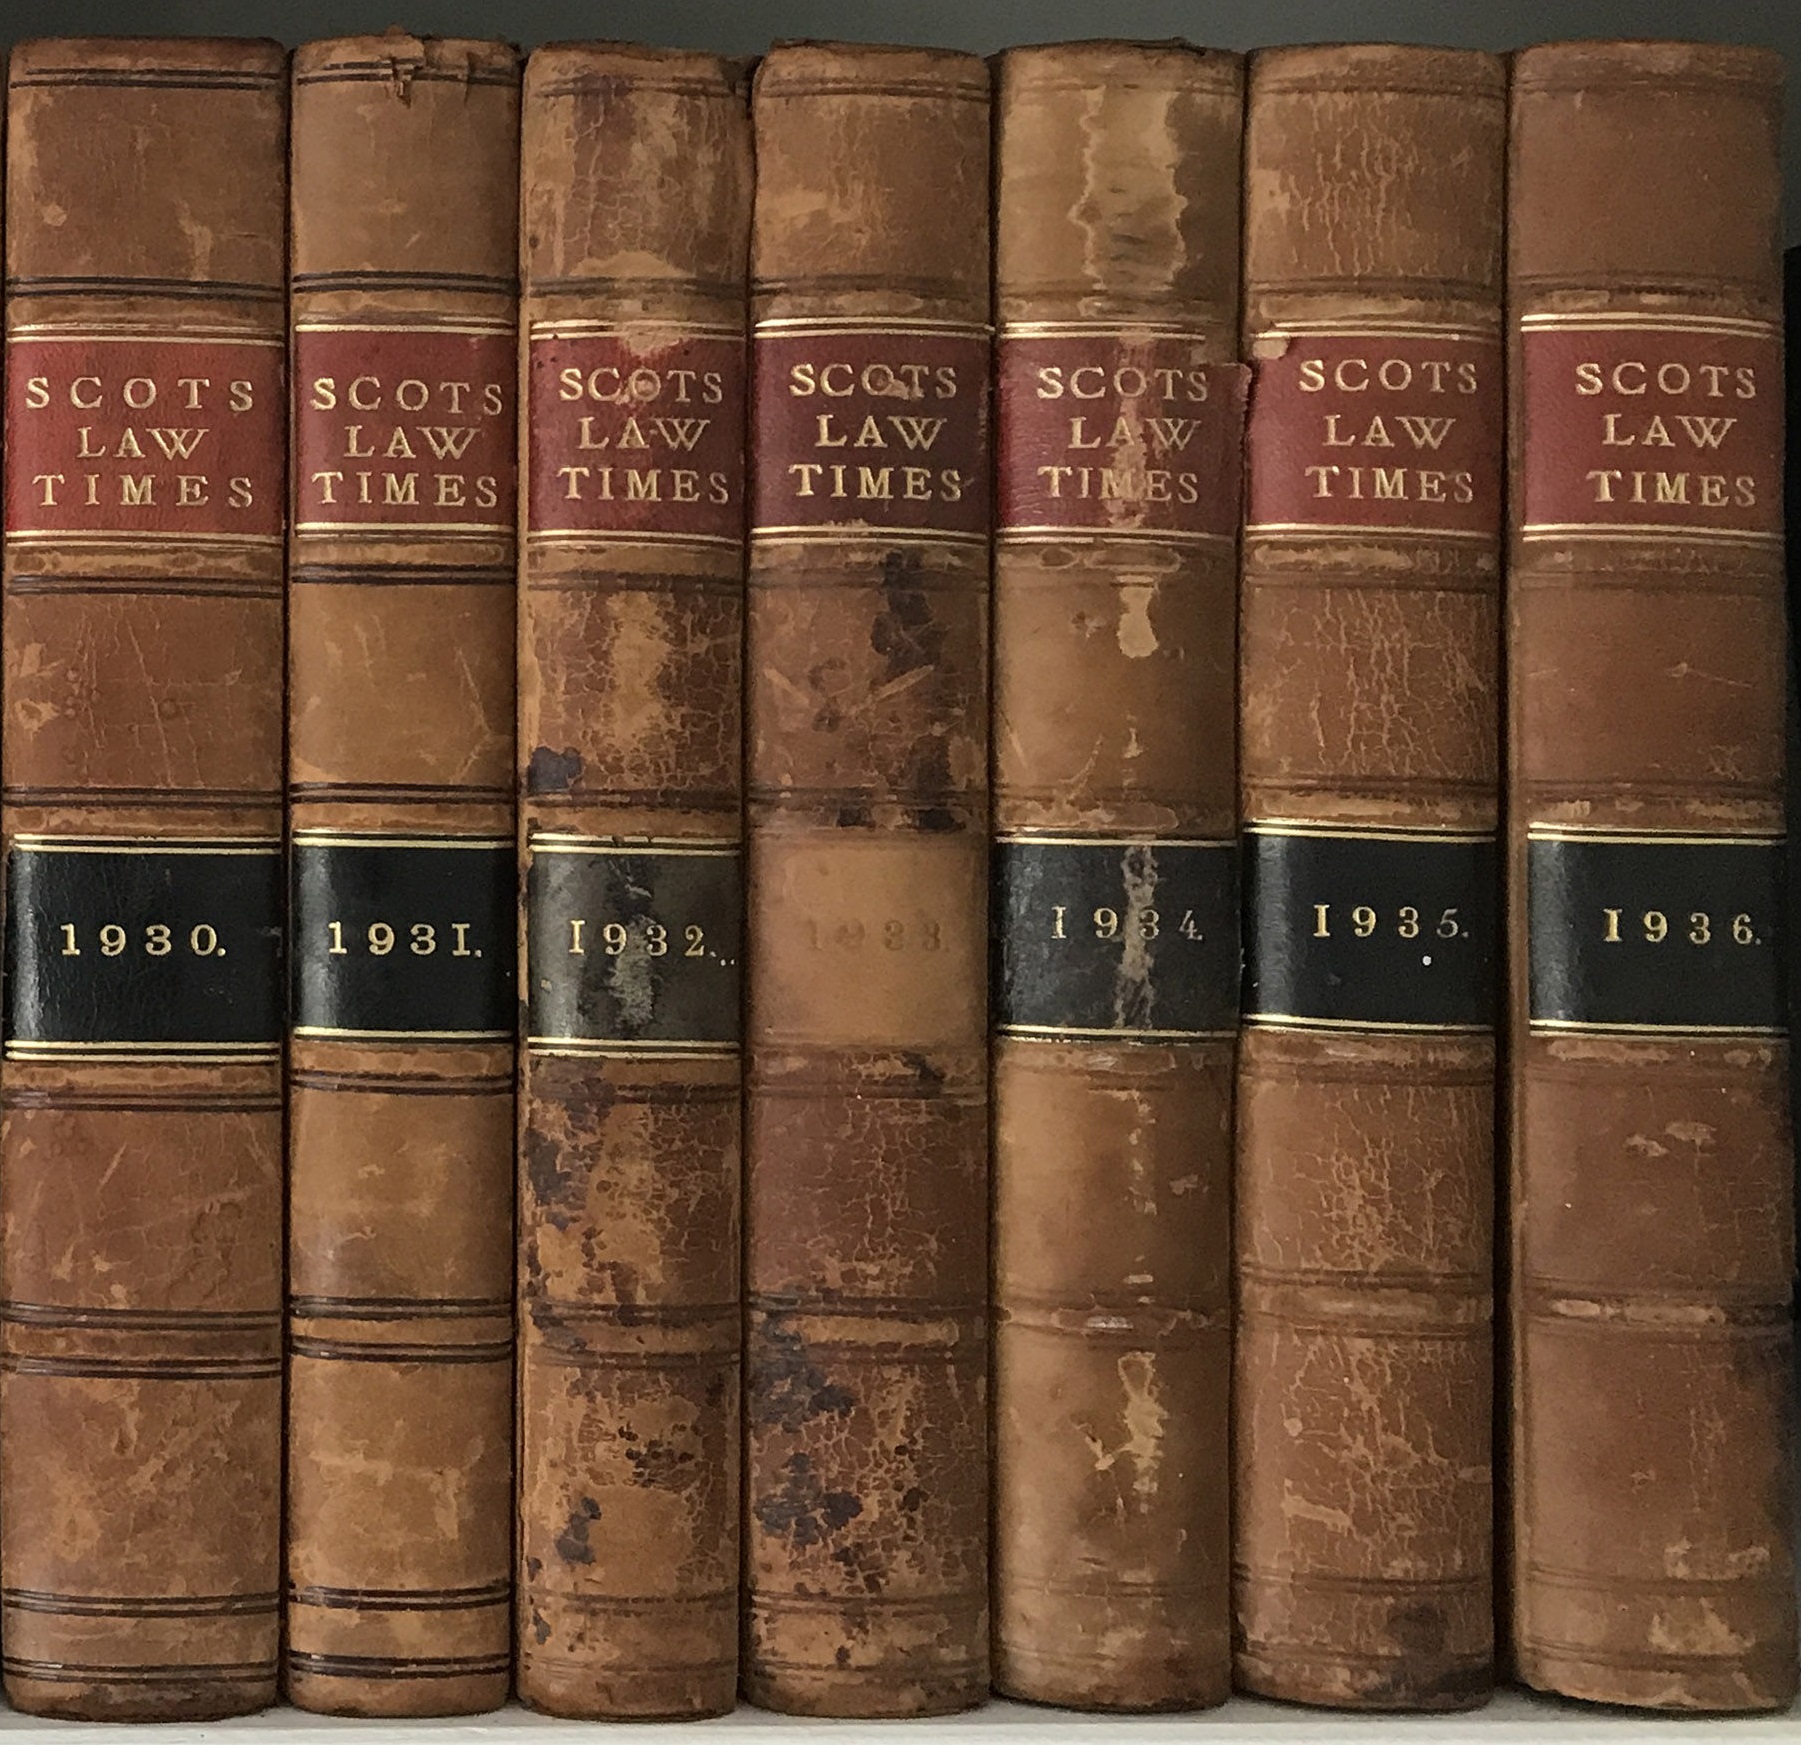 SCOTS
LAW
TIMES
1930.
SCOTS
LAW
TIMES
1931.
SCOTS
LAW
TIMES
1932.
SCOTS
LAW
TIMES
1933.
SCOTS
LAW
TIMES
1934.
SCOTS
LAW
TIMES
1935.
SCOTS
LAW
TIMES
1936.